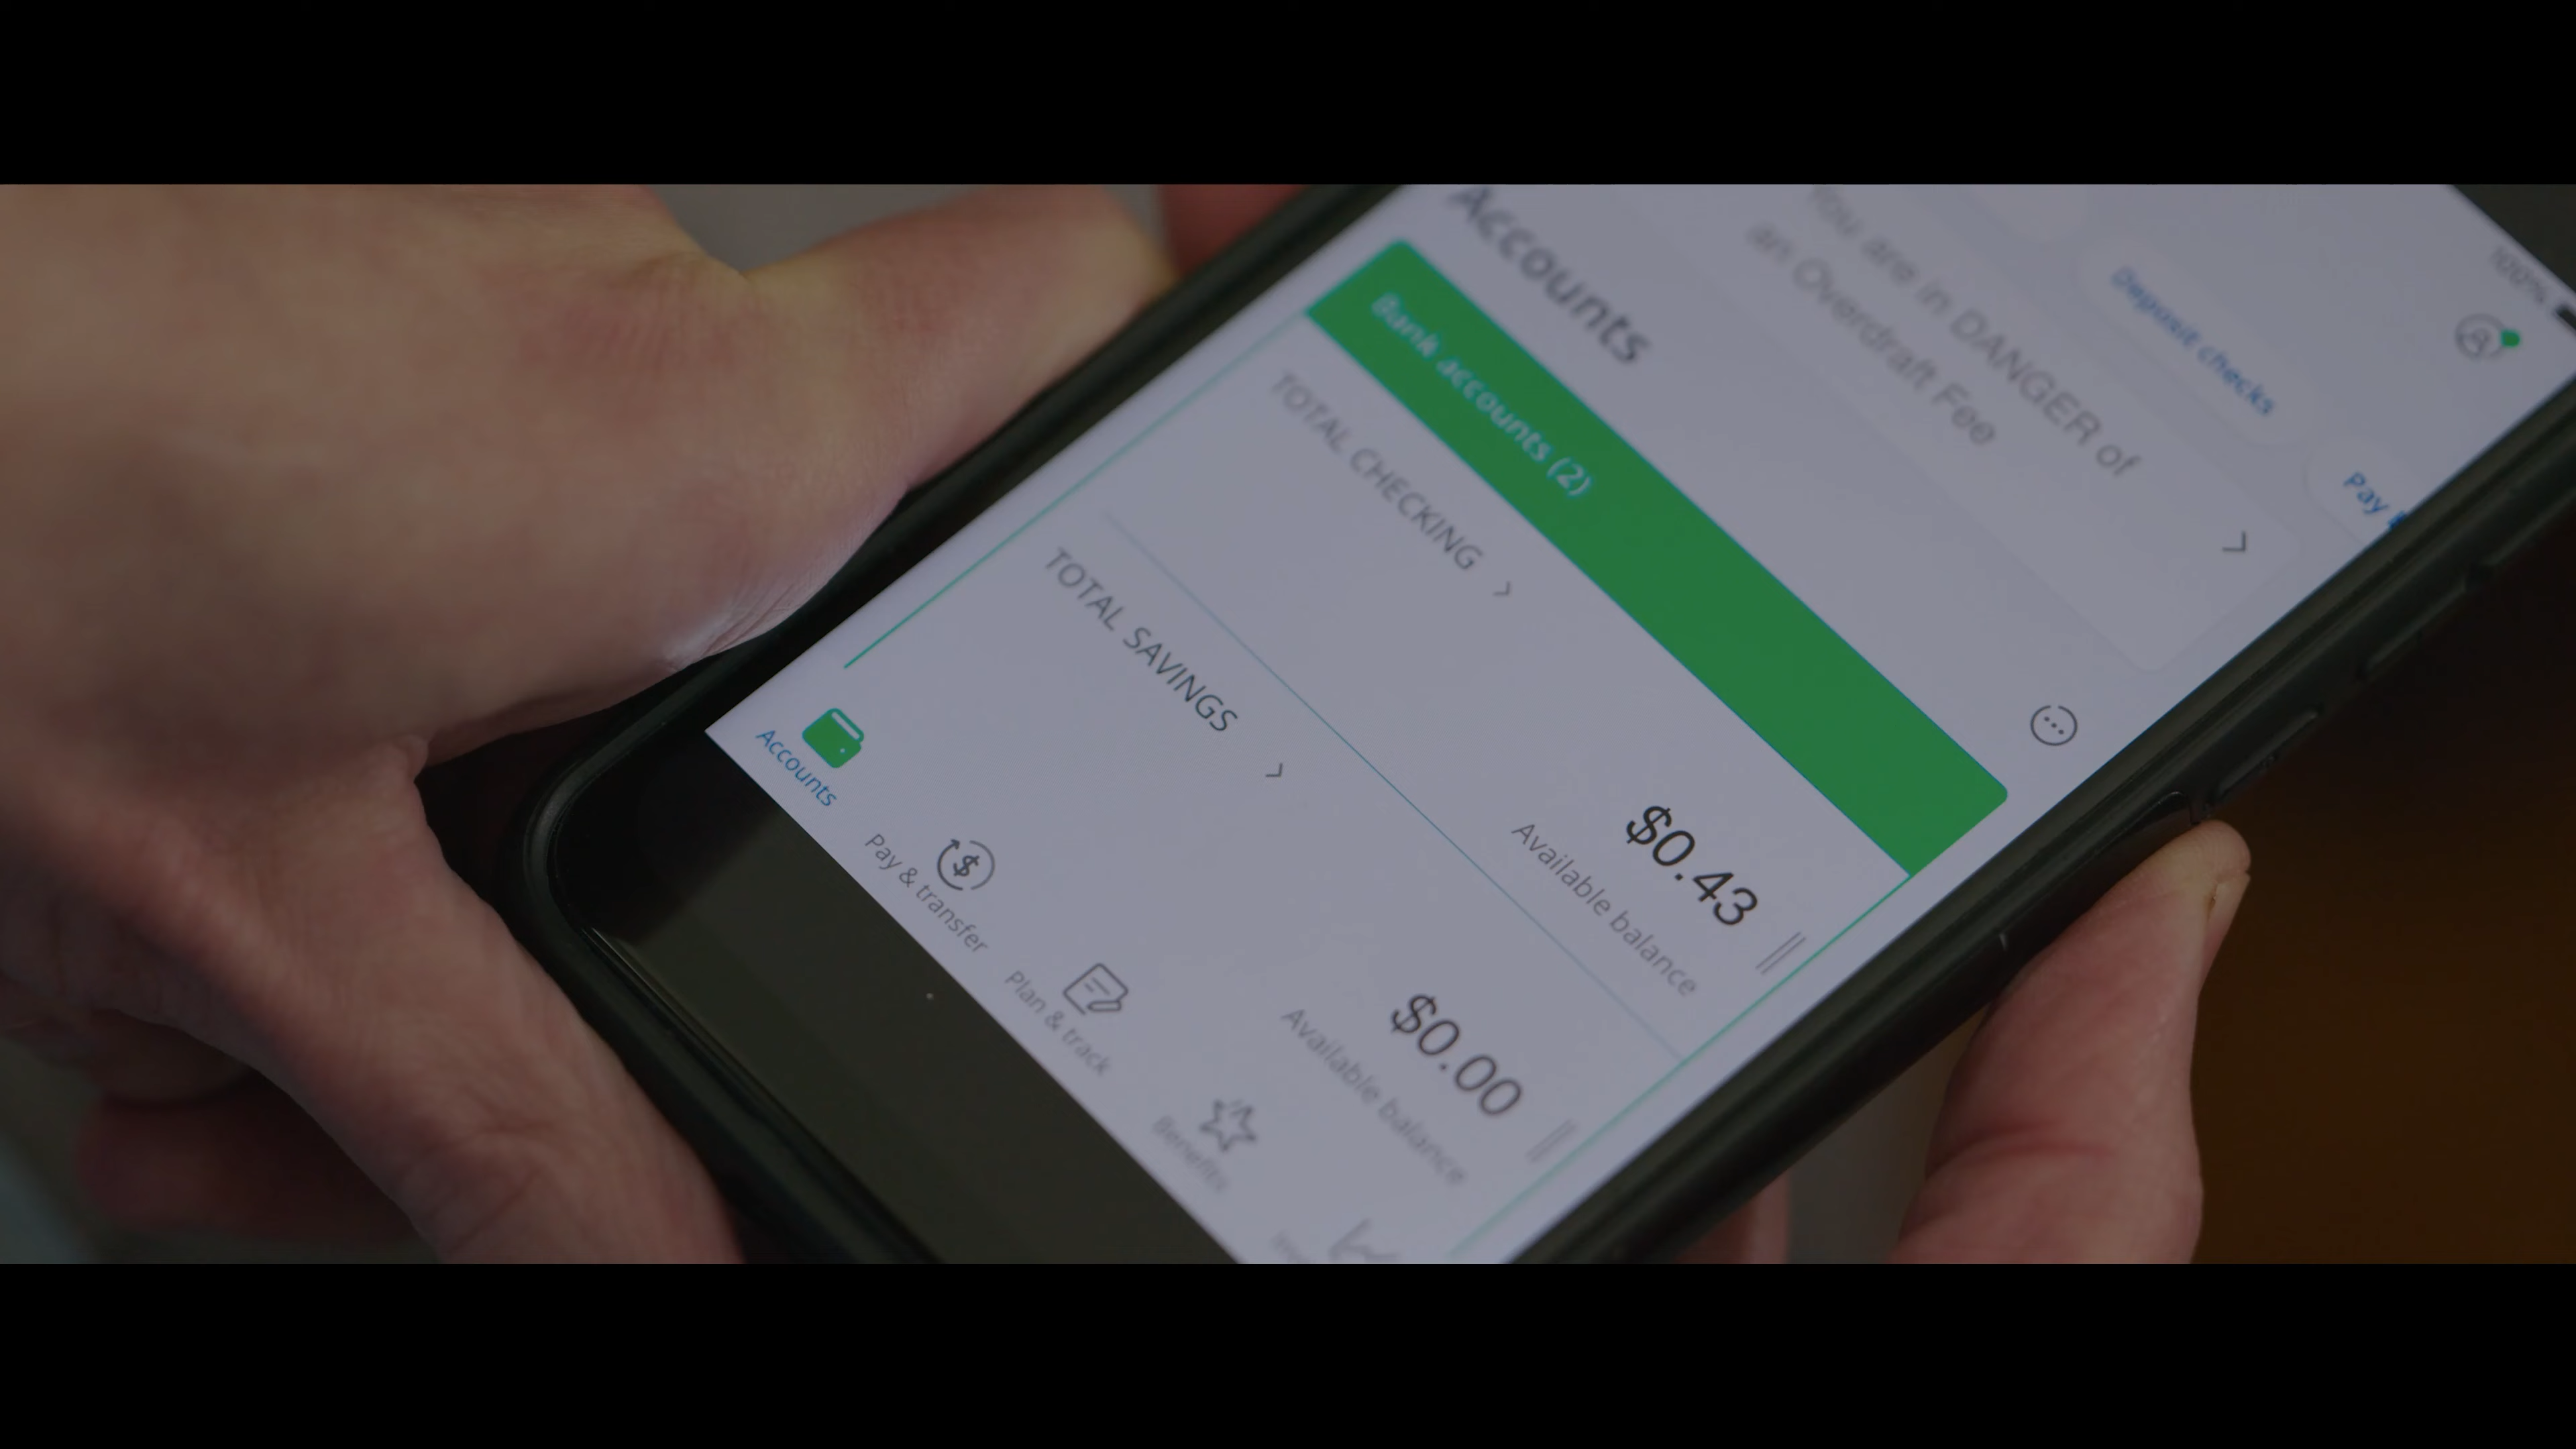 100%
Deposit checks
Pay
You are in DANGER of
an Overdraft Fee
Accounts
Bank accounts (2)
TOTAL CHECKING
$0.43
Available balance
TOTAL SAVINGS
$0.00
Available balance
Accounts
Pay & transfer
Plan & track
Benefits